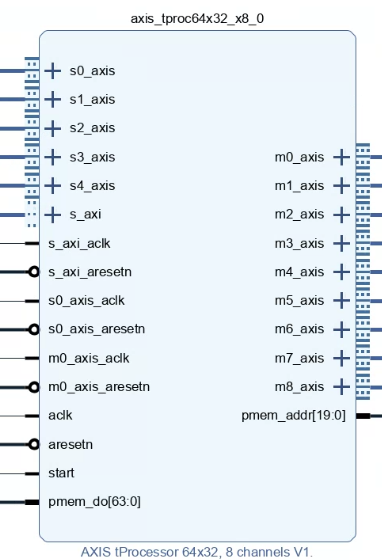 axis_tproc64x32_x8_0
s0_axis
s1_axis
s2_axis
s3_axis
s4_axis
s_axi
s_axi_aclk
s_axi_aresetn
s0_axis_aclk
s0_axis_aresetn
m0_axis_aclk
m0_axis_aresetn
aclk
aresetn
start
pmem_do[63:0]
m0_axis
m1_axis
m2_axis
m3_axis
m4_axis
m5_axis
m6_axis
m7_axis
m8_axis
pmem_addr[19:0]
AXIS tProcessor 64x32, 8 channels V1.